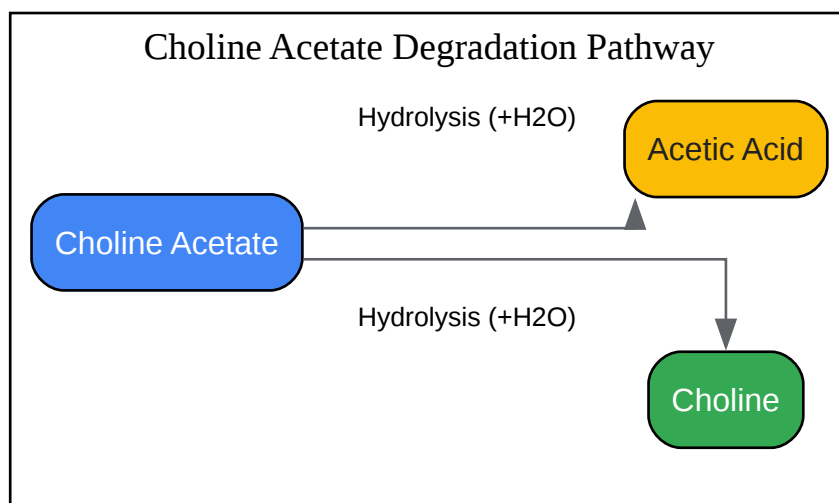 Choline Acetate Degradation Pathway
Hydrolysis (+H2O)
Acetic Acid
Choline Acetate
Hydrolysis (+H2O)
Choline